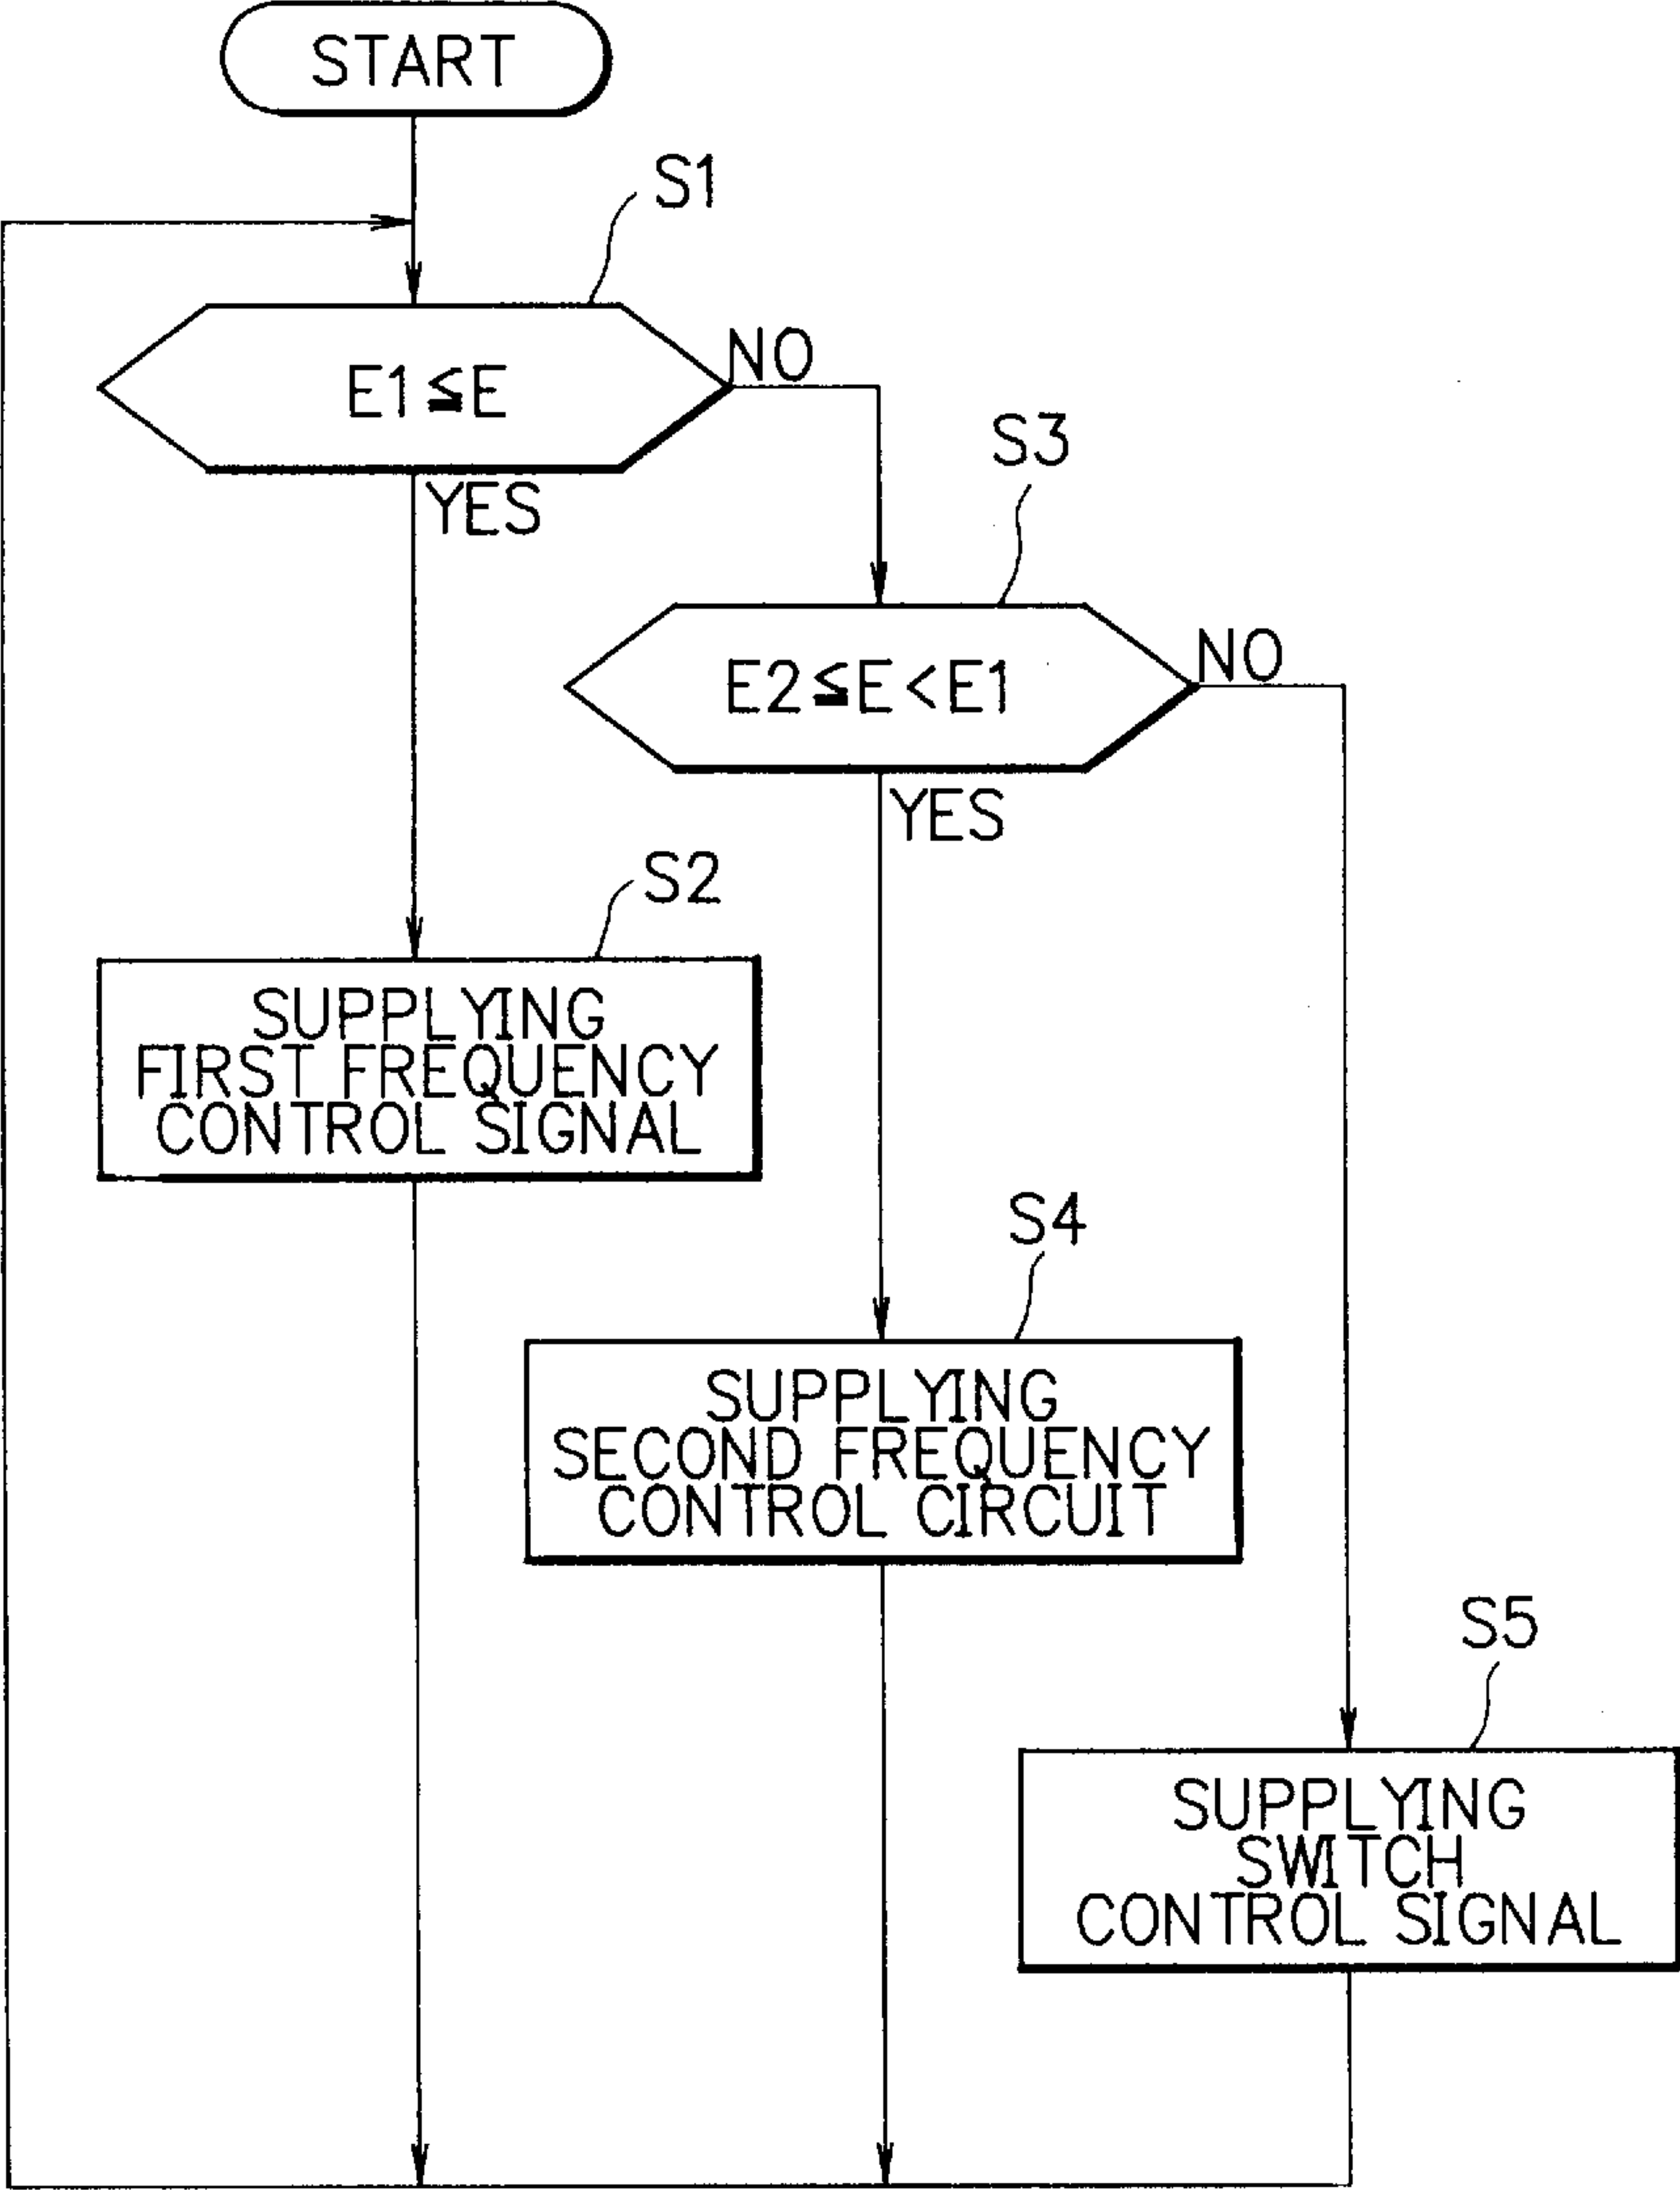 START
S1
E1≦E
NO
YES
S3
E2≦E<E1
NO
YES
S2
SUPPLYING
FIRST FREQUENCY
CONTROL SIGNAL
S4
SUPPLYING
SECOND FREQUENCY
CONTROL CIRCUIT
S5
SUPPLYING
SWITCH
CONTROL SIGNAL